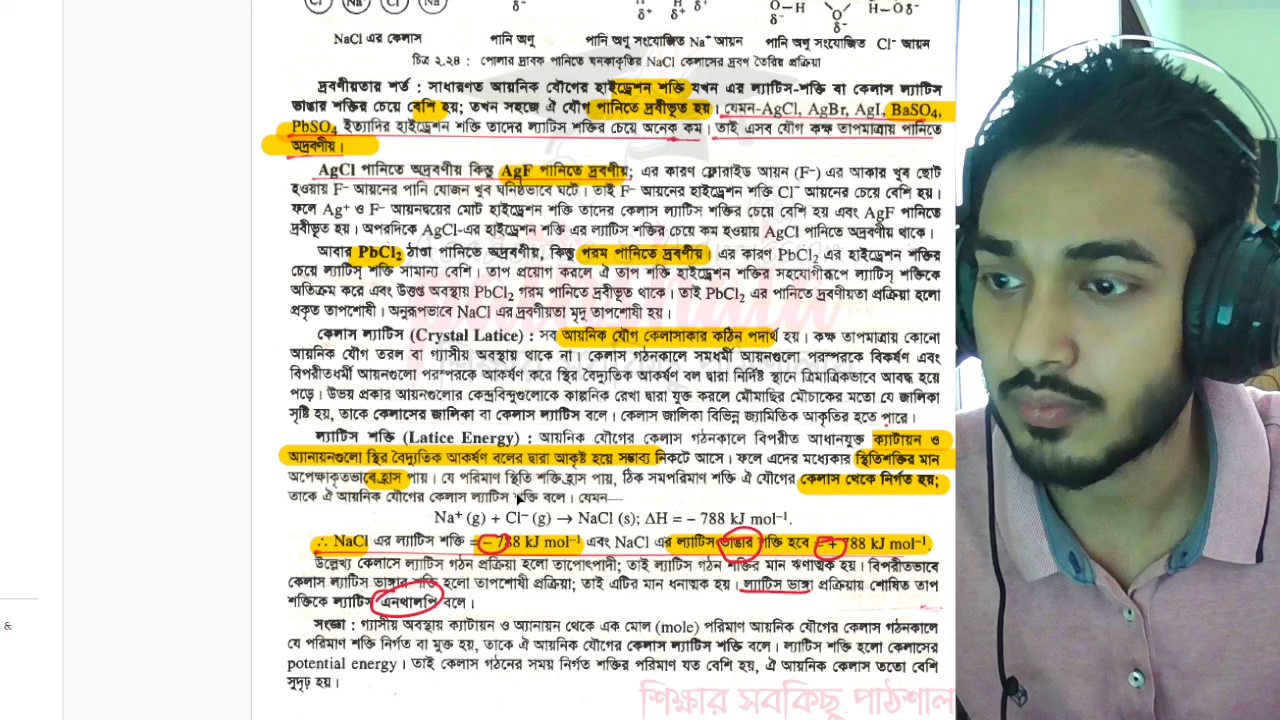 Cl⁻ Na⁺ Cl⁻ Na⁺
δ⁻
H H
δ⁺ δ⁺ δ⁺
O–H
δ⁻
O
δ⁻
H–Oδ⁻
NaCl এর কেলাস পানি অণু পানি অণু সংযোজিত Na⁺ আয়ন পানি অণু সংযোজিত Cl⁻ আয়ন
চিত্র ২.২৪ : পোলার দ্রাবক পানিতে ঘনকাকৃতির NaCl কেলাসের দ্রবণ তৈরির প্রক্রিয়া
দ্রবণীয়তার শর্ত : সাধারণত আয়নিক যৌগের হাইড্রেশন শক্তি যখন এর ল্যাটিস-শক্তি বা কেলাস ল্যাটিস
ভাঙার শক্তির চেয়ে বেশি হয়; তখন সহজে ঐ যৌগ পানিতে দ্রবীভূত হয়। যেমন-AgCl, AgBr, AgI, BaSO₄,
PbSO₄ ইত্যাদির হাইড্রেশন শক্তি তাদের ল্যাটিস শক্তির চেয়ে অনেক কম। তাই এসব যৌগ কক্ষ তাপমাত্রায় পানিতে
অদ্রবণীয়।
AgCl পানিতে অদ্রবণীয় কিন্তু AgF পানিতে দ্রবণীয়; এর কারণ ফ্লোরাইড আয়ন (F⁻) এর আকার খুব ছোট
হওয়ায় F⁻ আয়নের পানি যোজন খুব ঘনিষ্ঠভাবে ঘটে। তাই F⁻ আয়নের হাইড্রেশন শক্তি Cl⁻ আয়নের চেয়ে বেশি হয়।
ফলে Ag⁺ ও F⁻ আয়নদ্বয়ের মোট হাইড্রেশন শক্তি তাদের কেলাস ল্যাটিস শক্তির চেয়ে বেশি হয় এবং AgF পানিতে
দ্রবীভূত হয়। অপরদিকে AgCl-এর হাইড্রেশন শক্তি এর ল্যাটিস শক্তির চেয়ে কম হওয়ায় AgCl পানিতে অদ্রবণীয় থাকে।
আবার PbCl₂ ঠাণ্ডা পানিতে অদ্রবণীয়, কিন্তু গরম পানিতে দ্রবণীয়। এর কারণ PbCl₂ এর হাইড্রেশন শক্তির
চেয়ে ল্যাটিস্ শক্তি সামান্য বেশি। তাপ প্রয়োগ করলে ঐ তাপ শক্তি হাইড্রেশন শক্তির সহযোগীরূপে ল্যাটিস্ শক্তিকে
অতিক্রম করে এবং উত্তপ্ত অবস্থায় PbCl₂ গরম পানিতে দ্রবীভূত থাকে। তাই PbCl₂ এর পানিতে দ্রবণীয়তা প্রক্রিয়া হলো
প্রকৃত তাপশোষী। অনুরূপভাবে NaCl এর দ্রবণীয়তা মৃদু তাপশোষী হয়।
কেলাস ল্যাটিস (Crystal Latice) : সব আয়নিক যৌগ কেলাসাকার কঠিন পদার্থ হয়। কক্ষ তাপমাত্রায় কোনো
আয়নিক যৌগ তরল বা গ্যাসীয় অবস্থায় থাকে না। কেলাস গঠনকালে সমধর্মী আয়নগুলো পরস্পরকে বিকর্ষণ এবং
বিপরীতধর্মী আয়নগুলো পরস্পরকে আকর্ষণ করে স্থির বৈদ্যুতিক আকর্ষণ বল দ্বারা নির্দিষ্ট স্থানে ত্রিমাত্রিকভাবে আবদ্ধ হয়ে
পড়ে। উভয় প্রকার আয়নগুলোর কেন্দ্রবিন্দুগুলোকে কাল্পনিক রেখা দ্বারা যুক্ত করলে মৌমাছির মৌচাকের মতো যে জালিকা
সৃষ্টি হয়, তাকে কেলাসের জালিকা বা কেলাস ল্যাটিস বলে। কেলাস জালিকা বিভিন্ন জ্যামিতিক আকৃতির হতে পারে।
ল্যাটিস শক্তি (Latice Energy) : আয়নিক যৌগের কেলাস গঠনকালে বিপরীত আধানযুক্ত ক্যাটায়ন ও
অ্যানায়নগুলো স্থির বৈদ্যুতিক আকর্ষণ বলের দ্বারা আকৃষ্ট হয়ে সম্ভাব্য নিকটে আসে। ফলে এদের মধ্যেকার স্থিতিশক্তির মান
অপেক্ষাকৃতভাবে হ্রাস পায়। যে পরিমাণ স্থিতি শক্তি হ্রাস পায়, ঠিক সমপরিমাণ শক্তি ঐ যৌগের কেলাস থেকে নির্গত হয়;
তাকে ঐ আয়নিক যৌগের কেলাস ল্যাটিস শক্তি বলে। যেমন—
Na⁺ (g) + Cl⁻ (g) → NaCl (s); ΔH = – 788 kJ mol⁻¹.
∴ NaCl এর ল্যাটিস শক্তি = – 788 kJ mol⁻¹ এবং NaCl এর ল্যাটিস ভাঙার শক্তি হবে = + 788 kJ mol⁻¹.
উল্লেখ্য কেলাসে ল্যাটিস গঠন প্রক্রিয়া হলো তাপোৎপাদী; তাই ল্যাটিস গঠন শক্তির মান ঋণাত্মক হয়। বিপরীতভাবে
কেলাস ল্যাটিস ভাঙ্গার শক্তি হলো তাপশোষী প্রক্রিয়া; তাই এটির মান ধনাত্মক হয়। ল্যাটিস ভাঙ্গা প্রক্রিয়ায় শোষিত তাপ
শক্তিকে ল্যাটিস এনথালপি বলে।
সংজ্ঞা : গ্যাসীয় অবস্থায় ক্যাটায়ন ও অ্যানায়ন থেকে এক মোল (mole) পরিমাণ আয়নিক যৌগের কেলাস গঠনকালে
যে পরিমাণ শক্তি নির্গত বা মুক্ত হয়, তাকে ঐ আয়নিক যৌগের কেলাস ল্যাটিস শক্তি বলে। ল্যাটিস শক্তি হলো কেলাসের
potential energy। তাই কেলাস গঠনের সময় নির্গত শক্তির পরিমাণ যত বেশি হয়, ঐ আয়নিক কেলাস ততো বেশি
সুদৃঢ় হয়।
&
শিক্ষার সবকিছু পাঠশাল